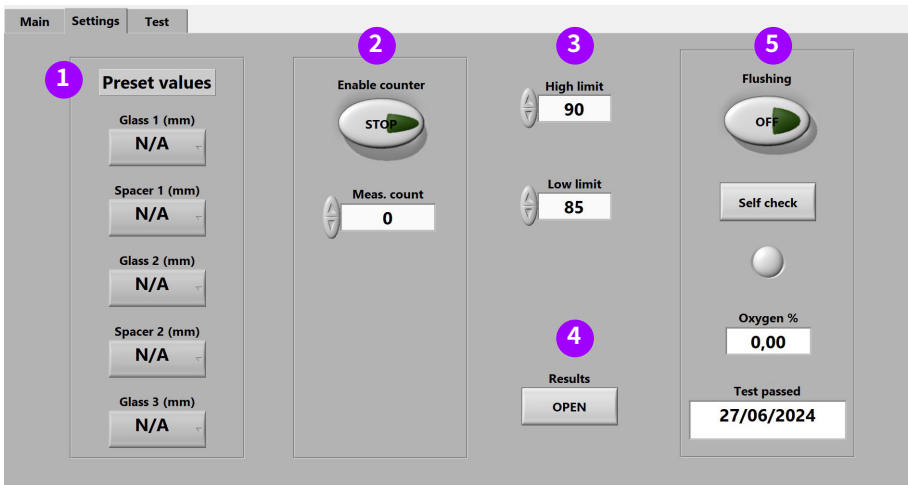 Main
Settings
Test
1
Preset values
Glass 1 (mm)
N/A
Spacer 1 (mm)
N/A
Glass 2 (mm)
N/A
Spacer 2 (mm)
N/A
Glass 3 (mm)
N/A
2
Enable counter
STOP
Meas. count
0
3
High limit
90
Low limit
85
4
Results
OPEN
5
Flushing
OFF
Self check
Oxygen %
0,00
Test passed
27/06/2024